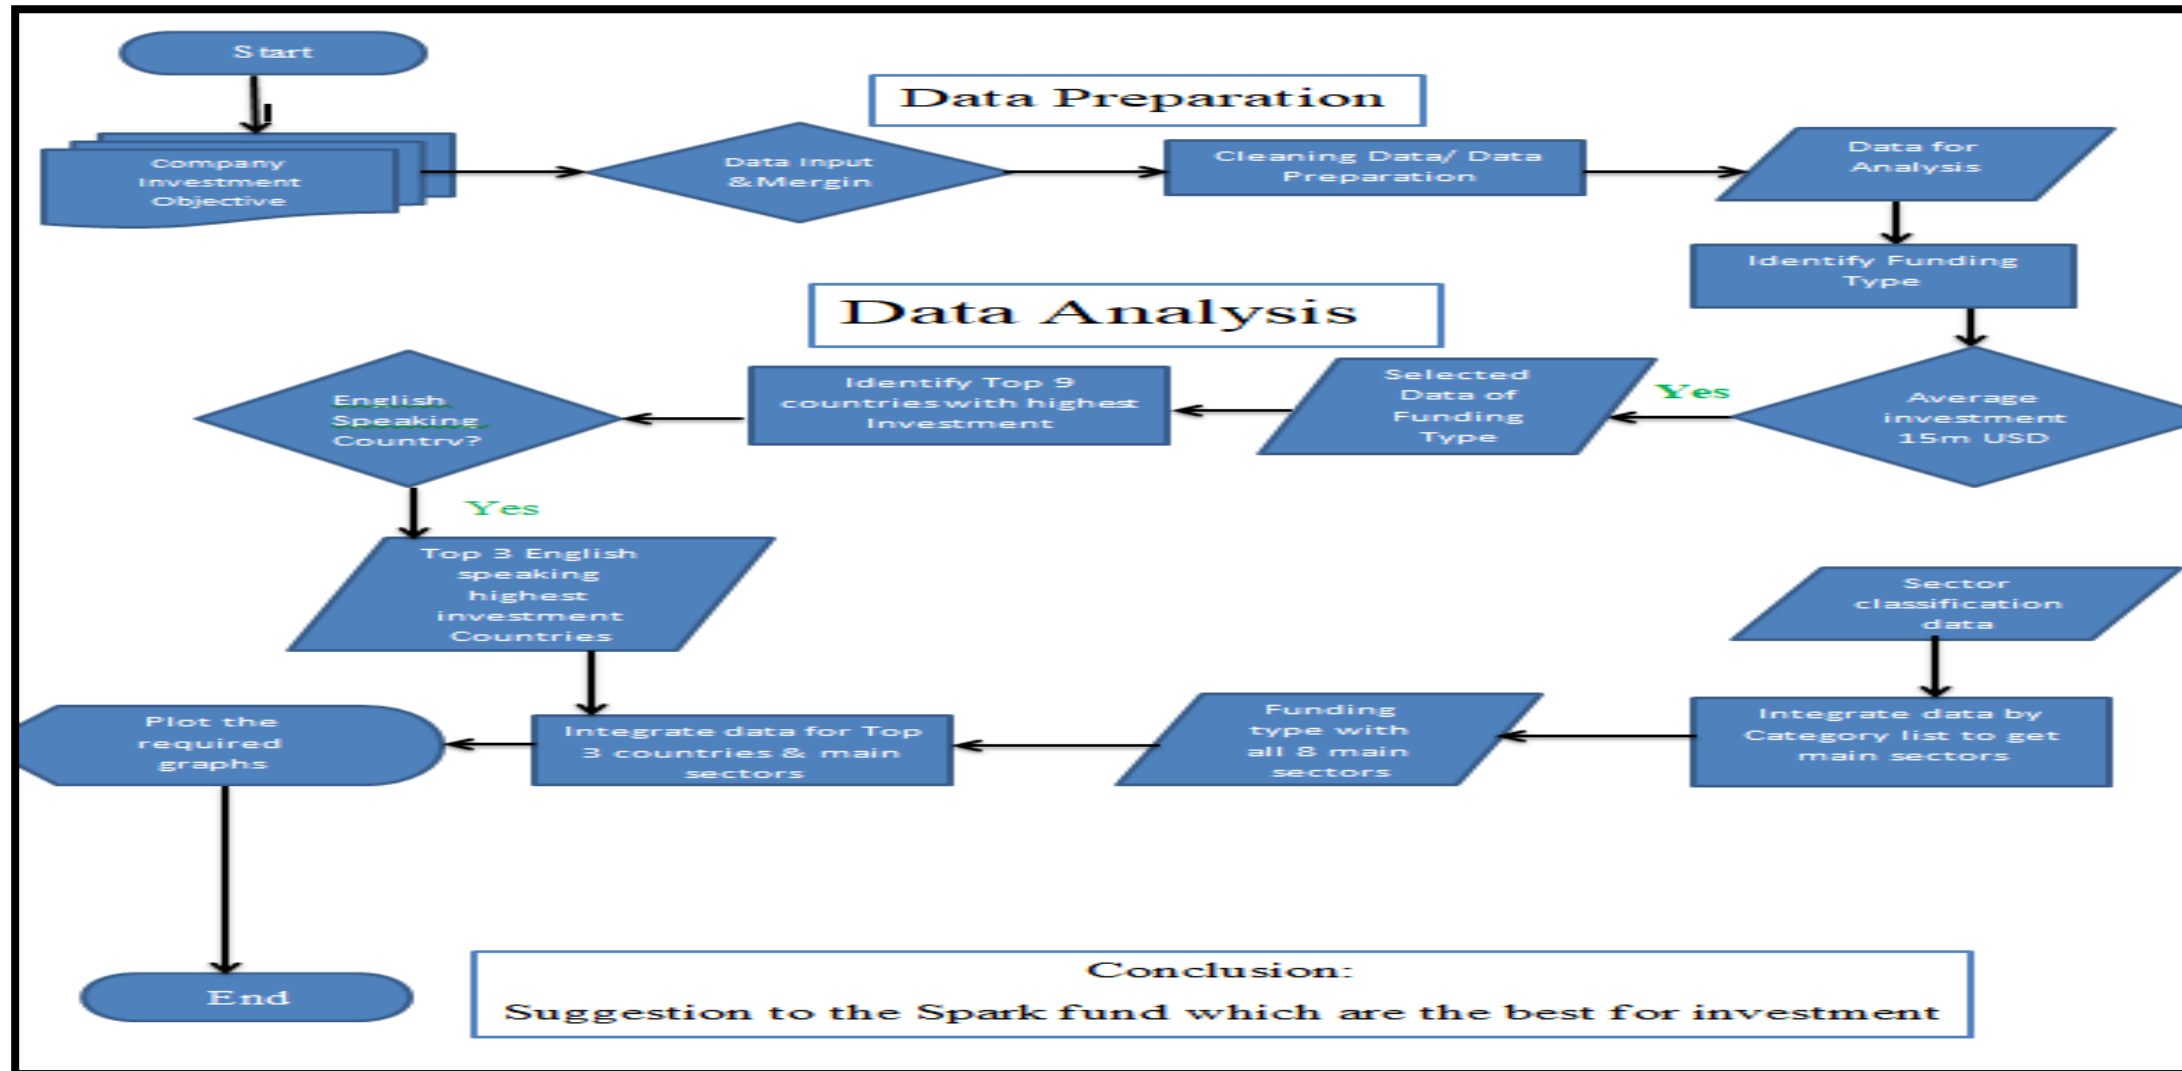 Start
Data Preparation
Company
Investment
Objective
Data Input
&Mergin
Cleaning Data/ Data
Preparation
Data for
Analysis
Identify Funding
Type
Data Analysis
Average
investment
15m USD
Yes
Selected
Data of
Funding
Type
Identify Top 9
countries with highest
Investment
English
Speaking
Country?
Yes
Top 3 English
speaking
highest
investment
Countries
Sector
classification
data
Integrate data by
Category list to get
main sectors
Funding
type with
all 8 main
sectors
Integrate data for Top
3 countries & main
sectors
Plot the
required
graphs
End
Conclusion:
Suggestion to the Spark fund which are the best for investment